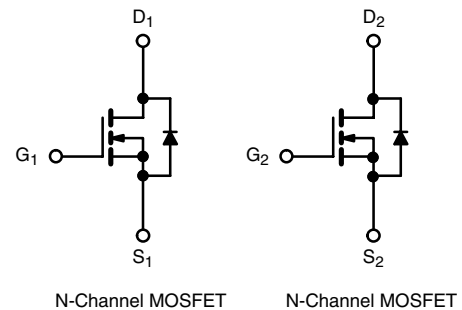 D1
D2
G1
G2
S1
S2
N-Channel MOSFET
N-Channel MOSFET